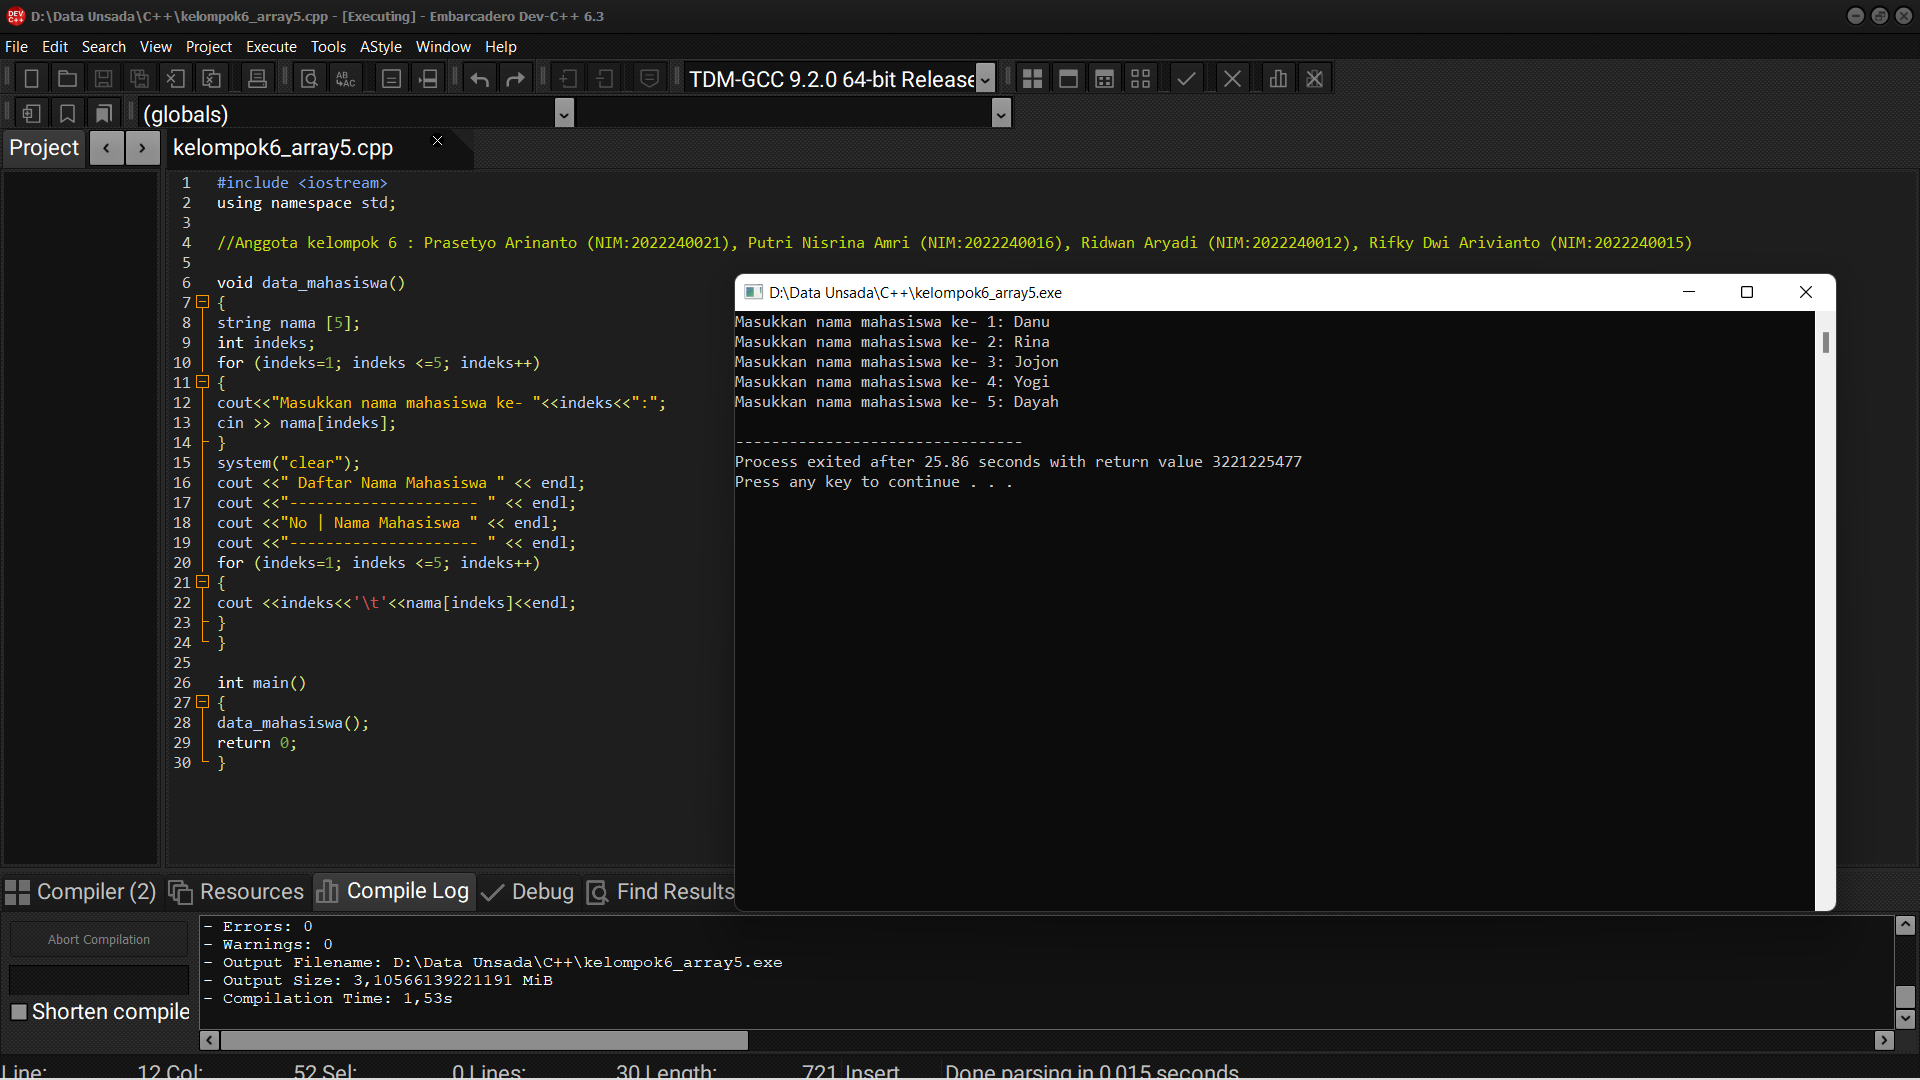 D:\Data Unsada\C++\kelompok6_array5.cpp - [Executing] - Embarcadero Dev-C++ 6.3
File Edit Search View Project Execute Tools AStyle Window Help
TDM-GCC 9.2.0 64-bit Release
(globals)
Project
kelompok6_array5.cpp
1 #include <iostream>
2 using namespace std;
3
4 //Anggota kelompok 6 : Prasetyo Arinanto (NIM:2022240021), Putri Nisrina Amri (NIM:2022240016), Ridwan Aryadi (NIM:2022240012), Rifky Dwi Arivianto (NIM:2022240015)
5
6 void data_mahasiswa()
7 {
8 string nama [5];
9 int indeks;
10 for (indeks=1; indeks <=5; indeks++)
11 {
12 cout<<"Masukkan nama mahasiswa ke- "<<indeks<<":";
13 cin >> nama[indeks];
14 }
15 system("clear");
16 cout <<" Daftar Nama Mahasiswa " << endl;
17 cout <<"--------------------- " << endl;
18 cout <<"No | Nama Mahasiswa " << endl;
19 cout <<"--------------------- " << endl;
20 for (indeks=1; indeks <=5; indeks++)
21 {
22 cout <<indeks<<'\t'<<nama[indeks]<<endl;
23 }
24 }
25
26 int main()
27 {
28 data_mahasiswa();
29 return 0;
30 }
D:\Data Unsada\C++\kelompok6_array5.exe
Masukkan nama mahasiswa ke- 1: Danu
Masukkan nama mahasiswa ke- 2: Rina
Masukkan nama mahasiswa ke- 3: Jojon
Masukkan nama mahasiswa ke- 4: Yogi
Masukkan nama mahasiswa ke- 5: Dayah
--------------------------------
Process exited after 25.86 seconds with return value 3221225477
Press any key to continue . . .
Compiler (2) Resources Compile Log Debug Find Results
Abort Compilation
Shorten compile
- Errors: 0
- Warnings: 0
- Output Filename: D:\Data Unsada\C++\kelompok6_array5.exe
- Output Size: 3,10566139221191 MiB
- Compilation Time: 1,53s
Line: 12 Col: 52 Sel: 0 Lines: 30 Length: 721 Insert Done parsing in 0.015 seconds